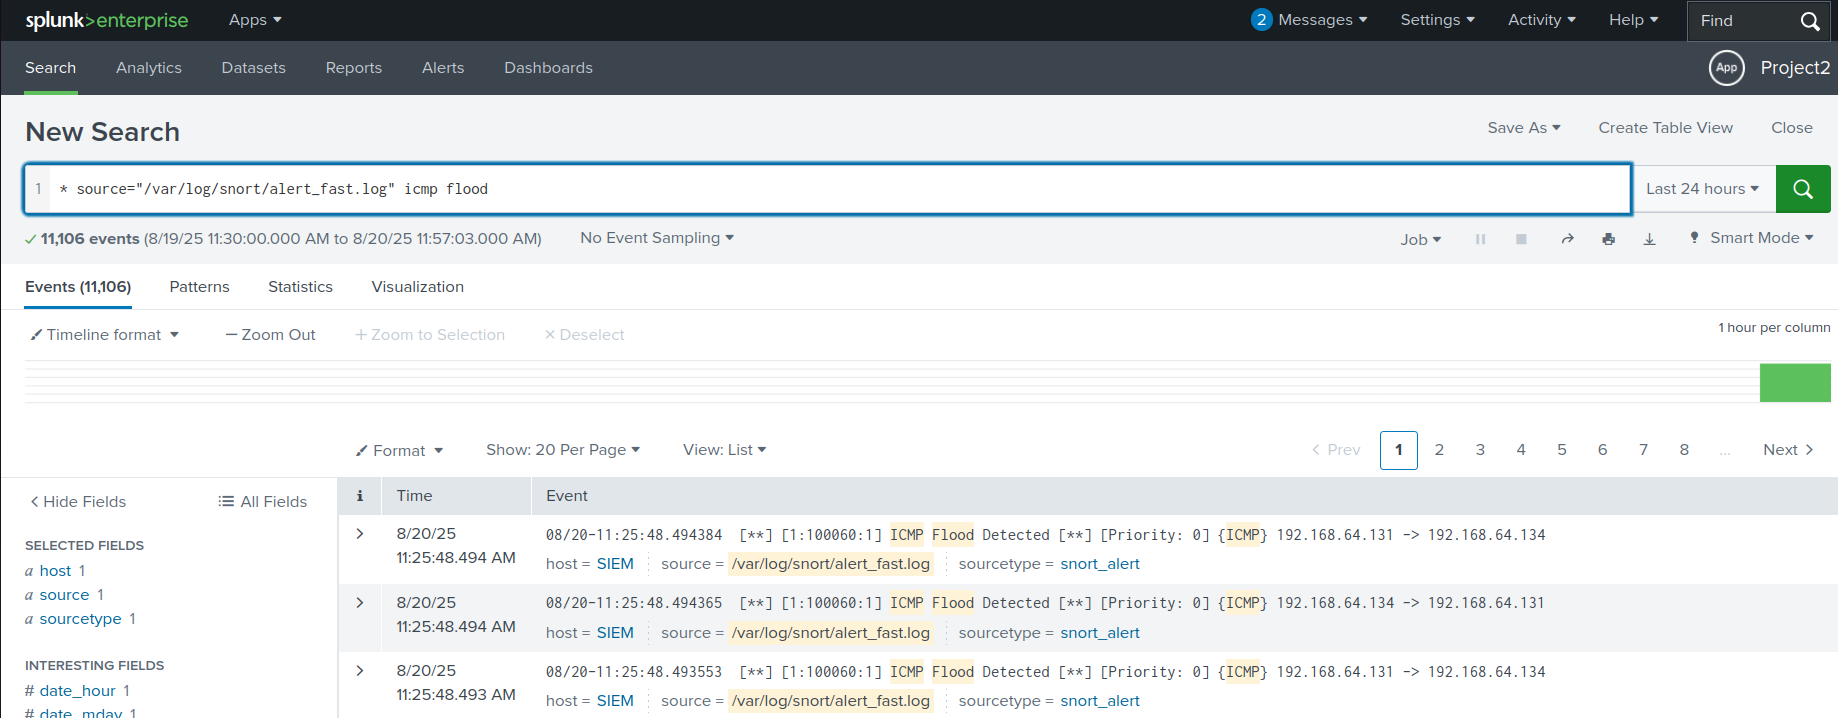 splunk>enterprise Apps 2 Messages Settings Activity Help Find
Search Analytics Datasets Reports Alerts Dashboards App Project2
New Search Save As Create Table View Close
1 * source="/var/log/snort/alert_fast.log" icmp flood Last 24 hours
11,106 events (8/19/25 11:30:00.000 AM to 8/20/25 11:57:03.000 AM) No Event Sampling Job Smart Mode
Events (11,106) Patterns Statistics Visualization
Timeline format — Zoom Out + Zoom to Selection × Deselect 1 hour per column
Format Show: 20 Per Page View: List < Prev 1 2 3 4 5 6 7 8 ... Next >
< Hide Fields All Fields i Time Event
SELECTED FIELDS
a host 1
a source 1
a sourcetype 1
INTERESTING FIELDS
# date_hour 1
# date_mday 1
> 8/20/25 11:25:48.494 AM
08/20-11:25:48.494384 [**] [1:100060:1] ICMP Flood Detected [**] [Priority: 0] {ICMP} 192.168.64.131 -> 192.168.64.134
host = SIEM source = /var/log/snort/alert_fast.log sourcetype = snort_alert
> 8/20/25 11:25:48.494 AM
08/20-11:25:48.494365 [**] [1:100060:1] ICMP Flood Detected [**] [Priority: 0] {ICMP} 192.168.64.134 -> 192.168.64.131
host = SIEM source = /var/log/snort/alert_fast.log sourcetype = snort_alert
> 8/20/25 11:25:48.493 AM
08/20-11:25:48.493553 [**] [1:100060:1] ICMP Flood Detected [**] [Priority: 0] {ICMP} 192.168.64.131 -> 192.168.64.134
host = SIEM source = /var/log/snort/alert_fast.log sourcetype = snort_alert